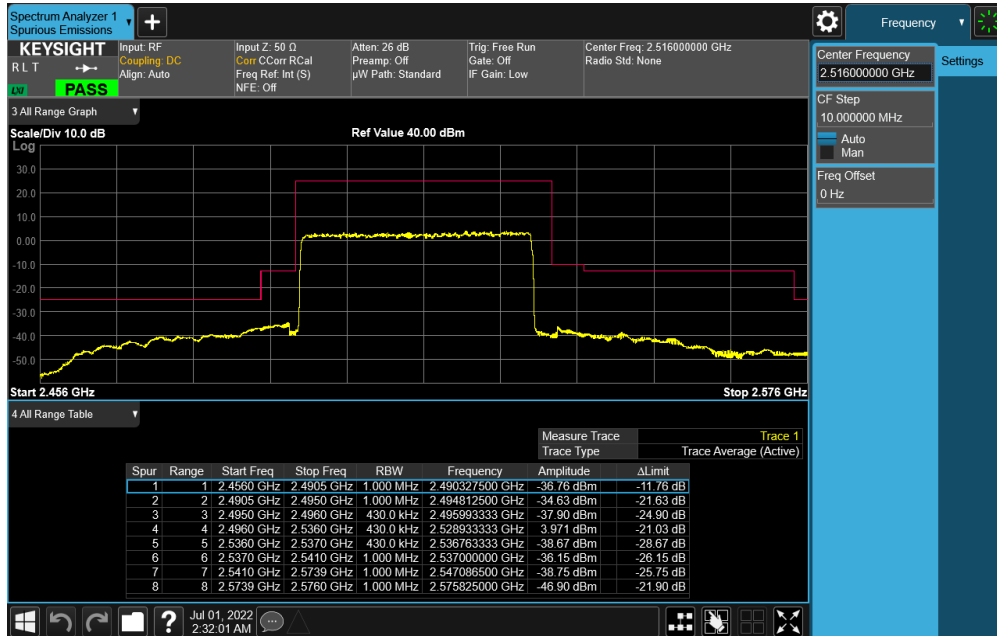 Spectrum Analyzer 1
Spurious Emissions
+
Frequency
KEYSIGHT
R L T
LXI
PASS
Input: RF
Coupling: DC
Align: Auto
Input Z: 50 Ω
Corr CCorr RCal
Freq Ref: Int (S)
NFE: Off
Atten: 26 dB
Preamp: Off
µW Path: Standard
Trig: Free Run
Gate: Off
IF Gain: Low
Center Freq: 2.516000000 GHz
Radio Std: None
Center Frequency
2.516000000 GHz
Settings
CF Step
10.000000 MHz
Auto
Man
Freq Offset
0 Hz
3 All Range Graph
Scale/Div 10.0 dB
Ref Value 40.00 dBm
Log
30.0
20.0
10.0
0.00
-10.0
-20.0
-30.0
-40.0
-50.0
Start 2.456 GHz
Stop 2.576 GHz
4 All Range Table
Measure Trace Trace 1
Trace Type Trace Average (Active)
Spur Range Start Freq Stop Freq RBW Frequency Amplitude ΔLimit
1 1 2.4560 GHz 2.4905 GHz 1.000 MHz 2.490327500 GHz -36.76 dBm -11.76 dB
2 2 2.4905 GHz 2.4950 GHz 1.000 MHz 2.494812500 GHz -34.63 dBm -21.63 dB
3 3 2.4950 GHz 2.4960 GHz 430.0 kHz 2.495993333 GHz -37.90 dBm -24.90 dB
4 4 2.4960 GHz 2.5360 GHz 430.0 kHz 2.528933333 GHz 3.971 dBm -21.03 dB
5 5 2.5360 GHz 2.5370 GHz 430.0 kHz 2.536763333 GHz -38.67 dBm -28.67 dB
6 6 2.5370 GHz 2.5410 GHz 1.000 MHz 2.537000000 GHz -36.15 dBm -26.15 dB
7 7 2.5410 GHz 2.5739 GHz 1.000 MHz 2.547086500 GHz -38.75 dBm -25.75 dB
8 8 2.5739 GHz 2.5760 GHz 1.000 MHz 2.575825000 GHz -46.90 dBm -21.90 dB
?
Jul 01, 2022
2:32:01 AM